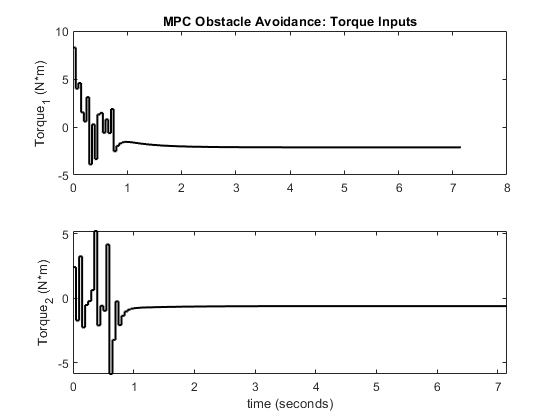 MPC Obstacle Avoidance: Torque Inputs
10
5
0
-5
Torque1 (N*m)
0 1 2 3 4 5 6 7 8
5
0
-5
Torque2 (N*m)
0 1 2 3 4 5 6 7
time (seconds)